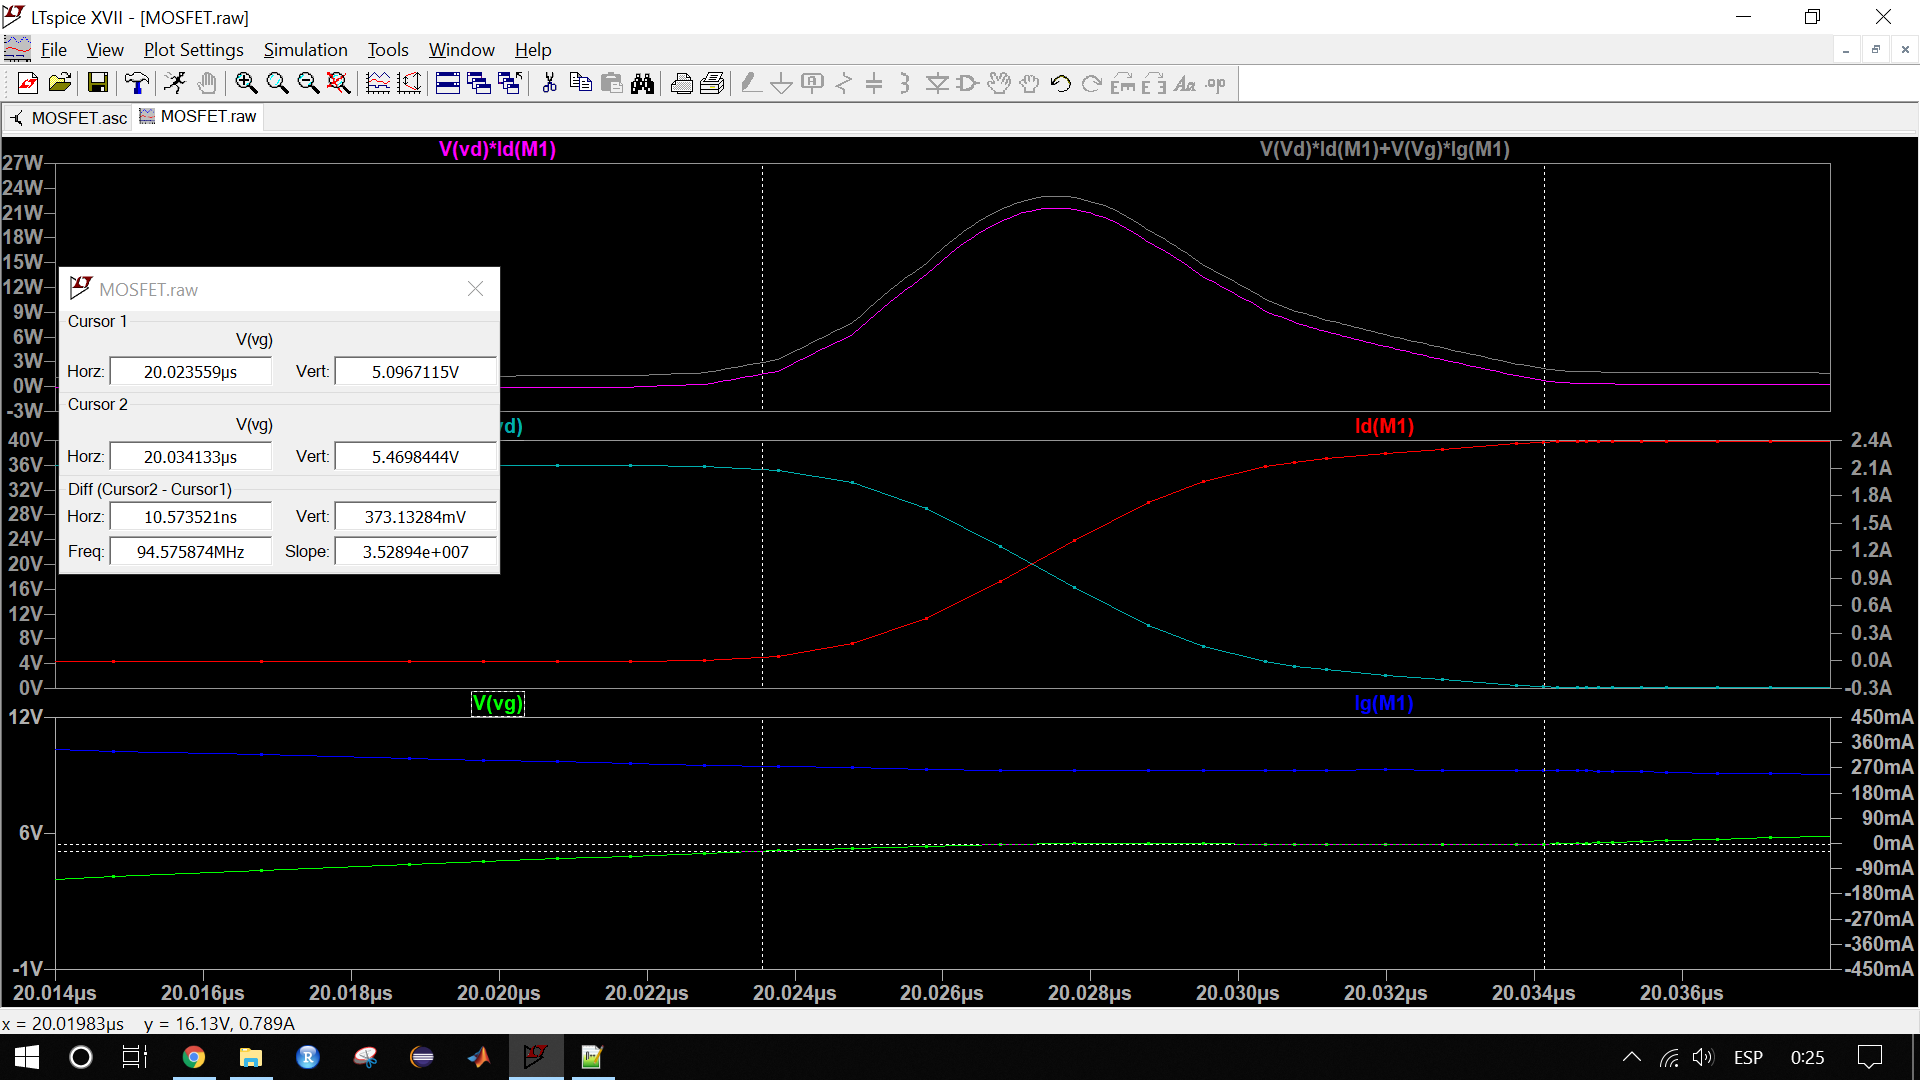 LTspice XVII - [MOSFET.raw]
File View Plot Settings Simulation Tools Window Help
MOSFET.asc MOSFET.raw
V(vd)*Id(M1) V(Vd)*Id(M1)+V(Vg)*Ig(M1)
27W
24W
21W
18W
15W
12W
9W
6W
3W
0W
-3W
MOSFET.raw
Cursor 1
V(vg)
Horz: 20.023559µs Vert: 5.0967115V
Cursor 2
V(vg)
Horz: 20.034133µs Vert: 5.4698444V
Diff (Cursor2 - Cursor1)
Horz: 10.573521ns Vert: 373.13284mV
Freq: 94.575874MHz Slope: 3.52894e+007
vd) Id(M1)
40V 2.4A
36V 2.1A
32V 1.8A
28V 1.5A
24V 1.2A
20V 0.9A
16V 0.6A
12V 0.3A
8V 0.0A
4V -0.3A
0V
V(vg) Ig(M1)
12V 450mA
360mA
270mA
180mA
90mA
6V 0mA
-90mA
-180mA
-270mA
-360mA
-1V -450mA
20.014µs 20.016µs 20.018µs 20.020µs 20.022µs 20.024µs 20.026µs 20.028µs 20.030µs 20.032µs 20.034µs 20.036µs
x = 20.01983µs y = 16.13V, 0.789A
ESP 0:25